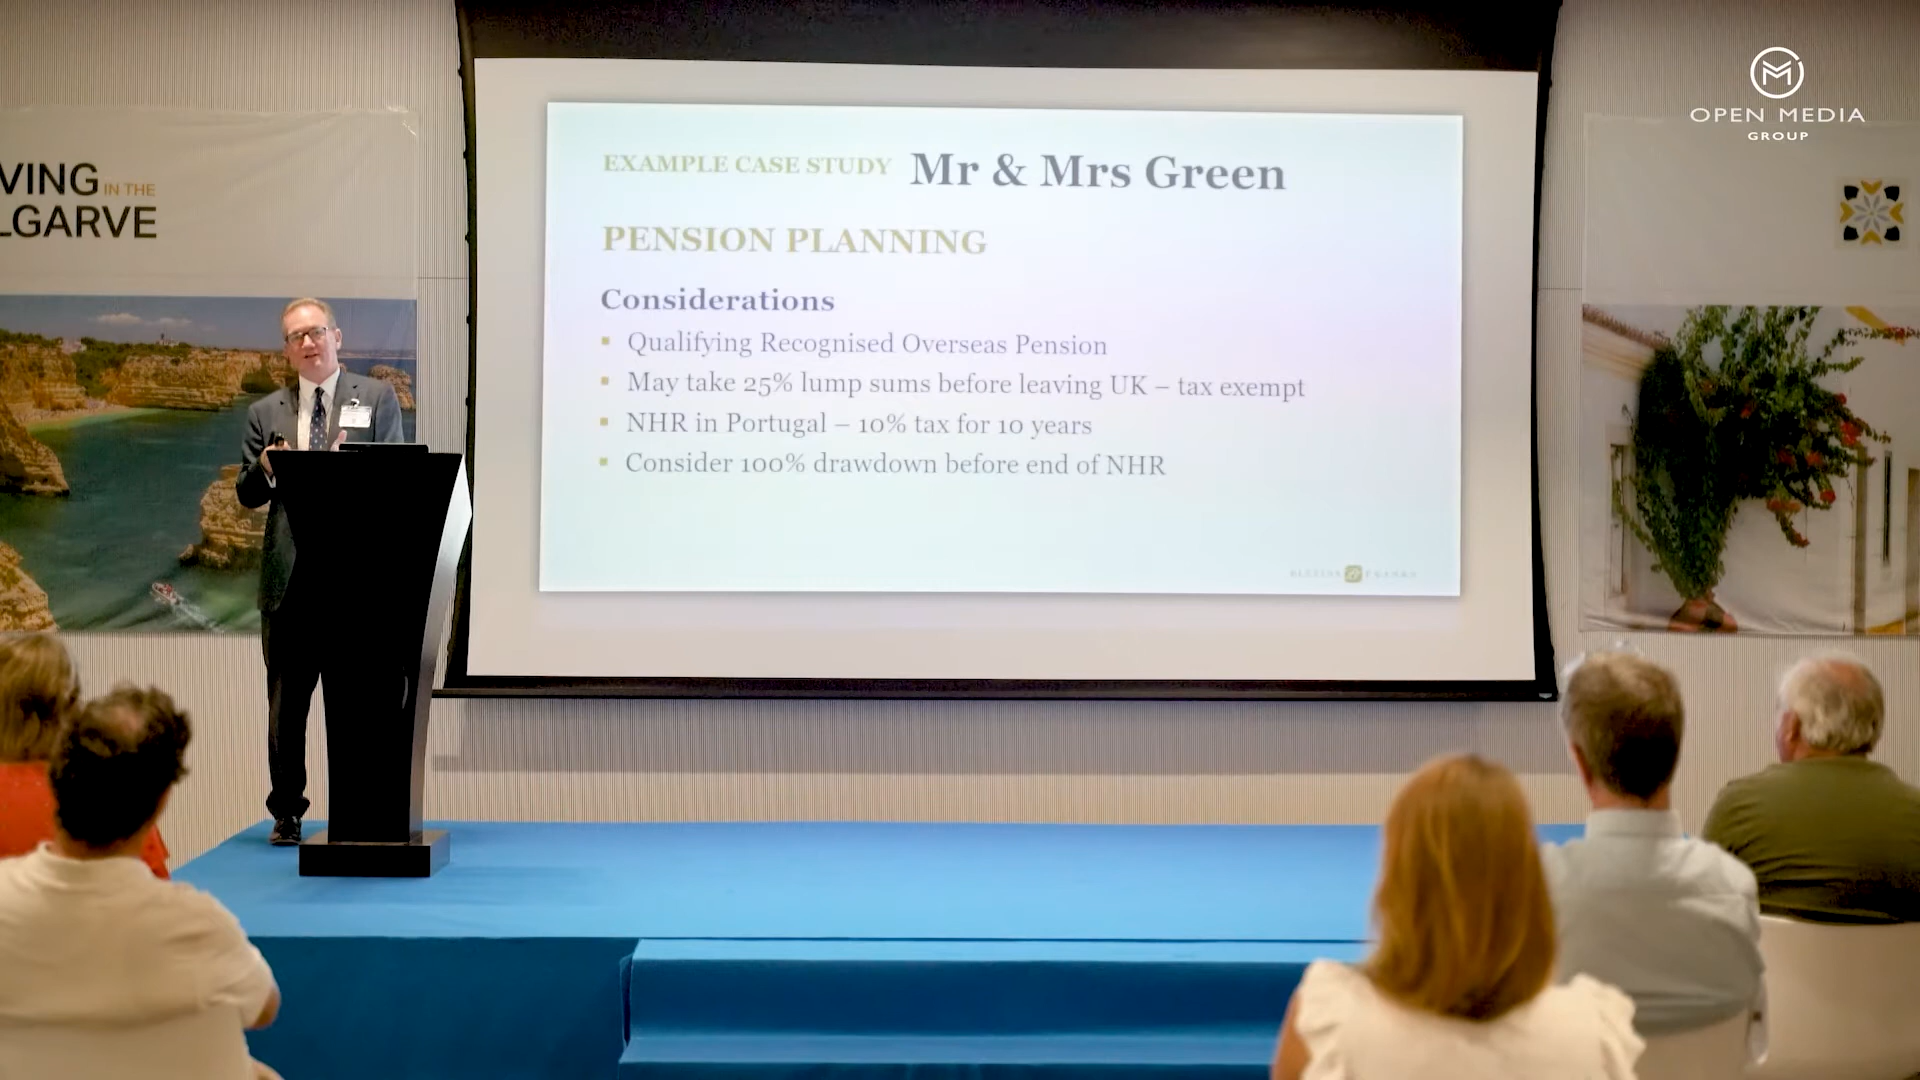 OPEN MEDIA
GROUP
VING IN THE
LGARVE
EXAMPLE CASE STUDY Mr & Mrs Green
PENSION PLANNING
Considerations
▪ Qualifying Recognised Overseas Pension
▪ May take 25% lump sums before leaving UK – tax exempt
▪ NHR in Portugal – 10% tax for 10 years
▪ Consider 100% drawdown before end of NHR
BLEVINS FRANKS